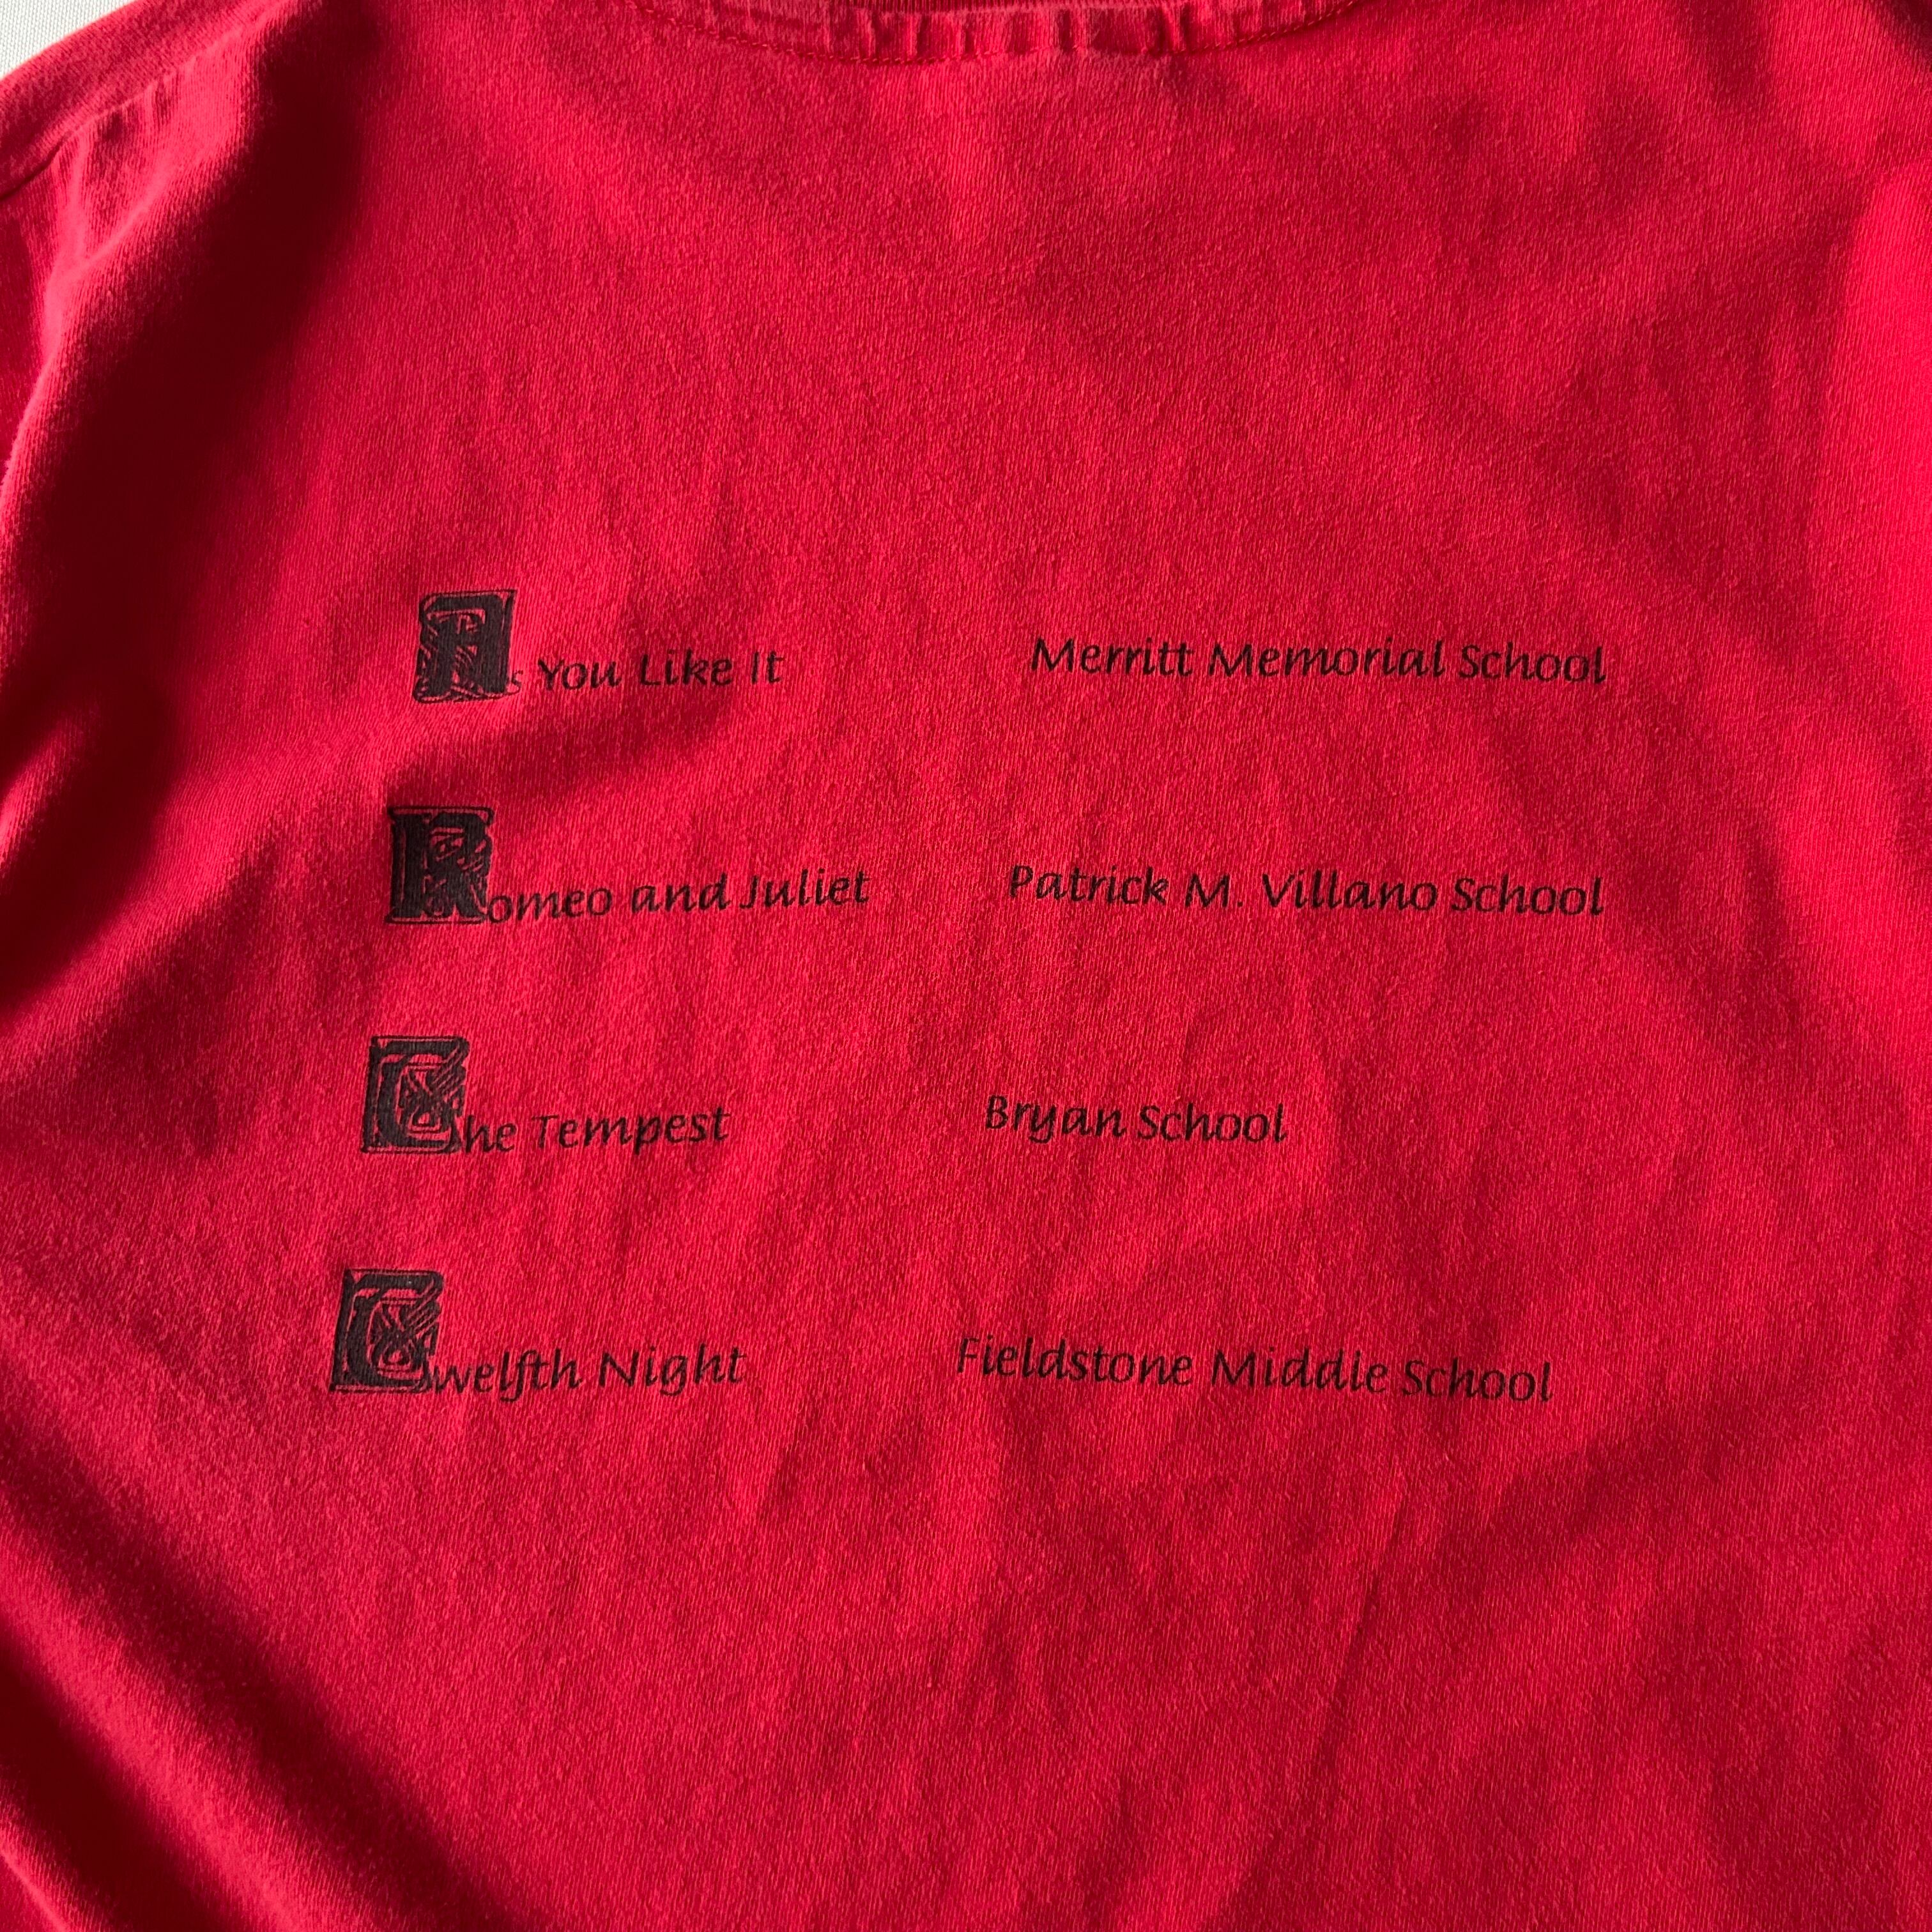 As You Like It Merritt Memorial School
Romeo and Juliet Patrick M. Villano School
The Tempest Bryan School
Twelfth Night Fieldstone Middle School